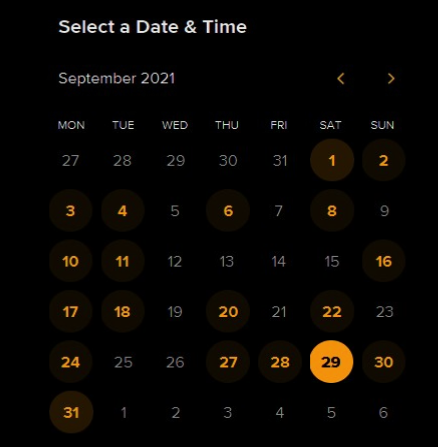 Select a Date & Time
September 2021
MON TUE WED THU FRI SAT SUN
27 28 29 30 31 1 2
3 4 5 6 7 8 9
10 11 12 13 14 15 16
17 18 19 20 21 22 23
24 25 26 27 28 29 30
31 1 2 3 4 5 6